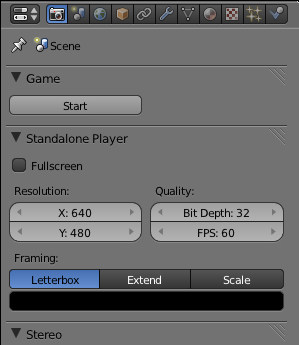 Scene
Game
Start
Standalone Player
Fullscreen
Resolution: Quality:
X: 640 Bit Depth: 32
Y: 480 FPS: 60
Framing:
Letterbox Extend Scale
Stereo